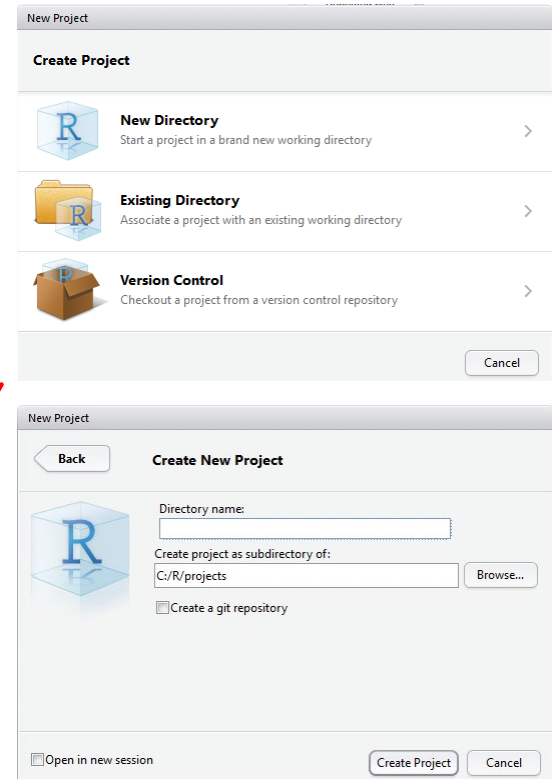 New Project
Create Project
New Directory
Start a project in a brand new working directory
Existing Directory
Associate a project with an existing working directory
Version Control
Checkout a project from a version control repository
Cancel
New Project
Back
Create New Project
Directory name:
Create project as subdirectory of:
C:/R/projects
Browse...
Create a git repository
Open in new session
Create Project
Cancel